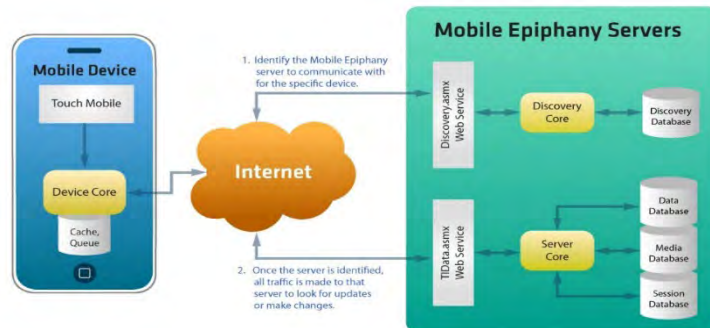 Mobile Device
Touch Mobile
Device Core
Cache,
Queue
1. Identify the Mobile Epiphany
server to communicate with
for the specific device.
Internet
2. Once the server is identified,
all traffic is made to that
server to look for updates
or make changes.
Mobile Epiphany Servers
Discovery.asmx
Web Service
Discovery
Core
Discovery
Database
TIData.asmx
Web Service
Server
Core
Data
Database
Media
Database
Session
Database